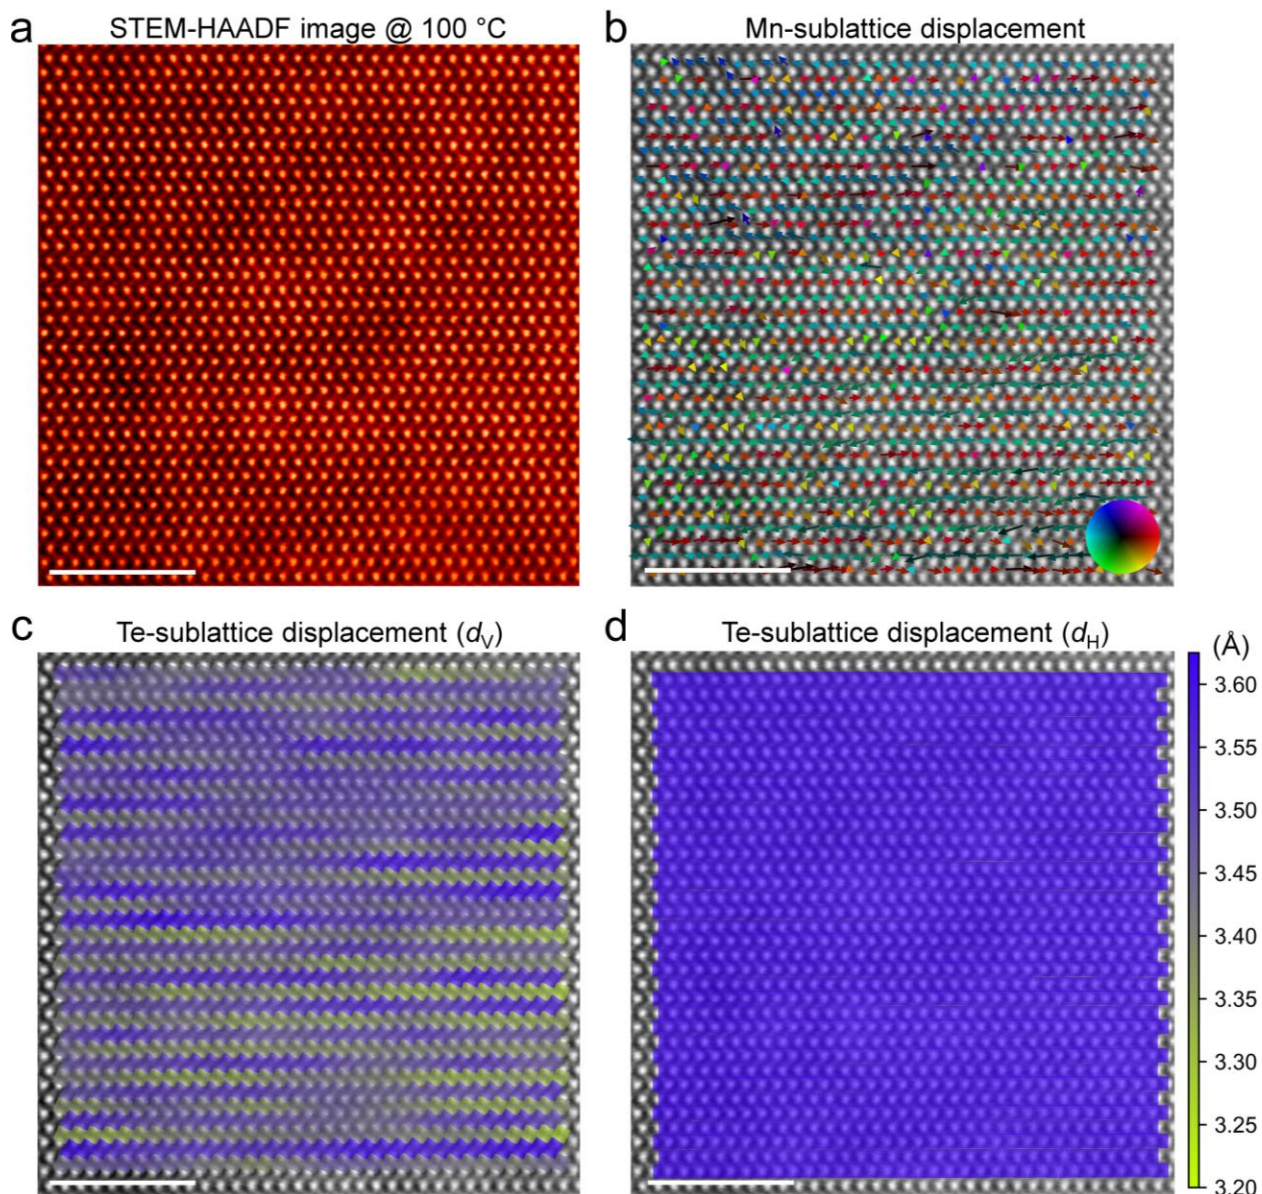 a STEM-HAADF image @ 100 °C
b Mn-sublattice displacement
c Te-sublattice displacement (dV)
d Te-sublattice displacement (dH)
(Å)
3.60
3.55
3.50
3.45
3.40
3.35
3.30
3.25
3.20